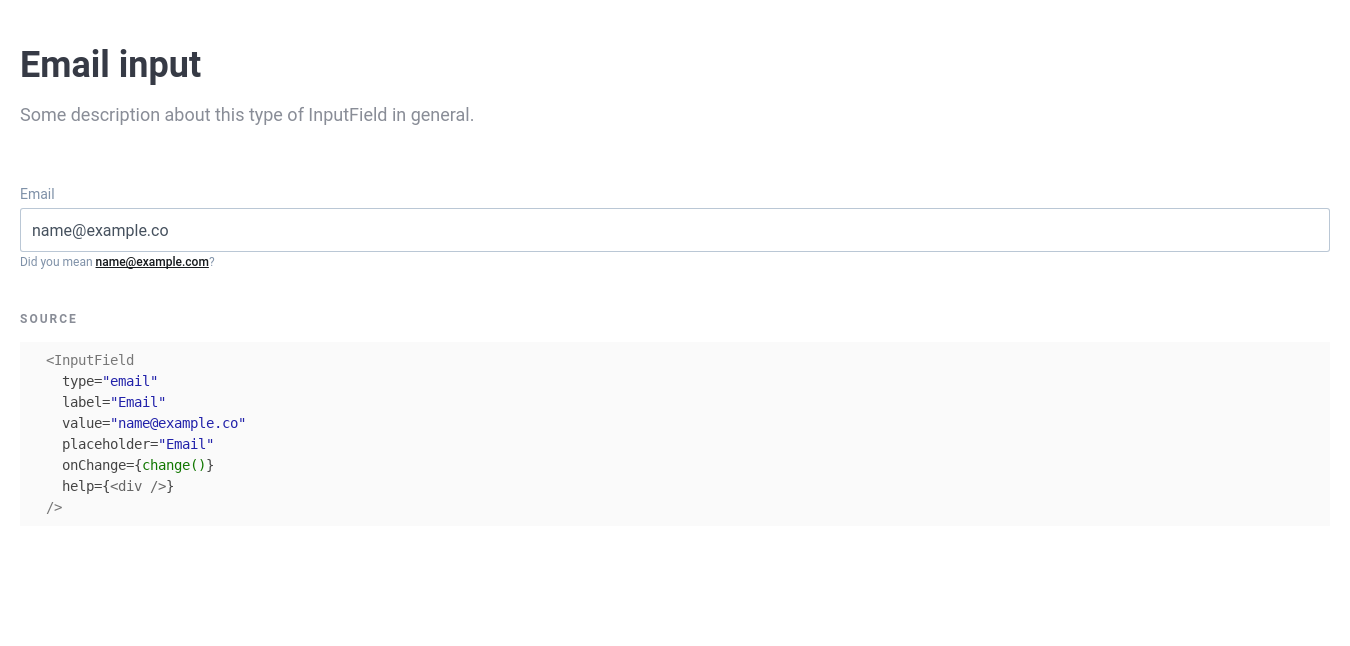 Email input
Some description about this type of InputField in general.
Email
name@example.co
Did you mean name@example.com?
SOURCE
<InputField
type="email"
label="Email"
value="name@example.co"
placeholder="Email"
onChange={change()}
help={<div />}
/>